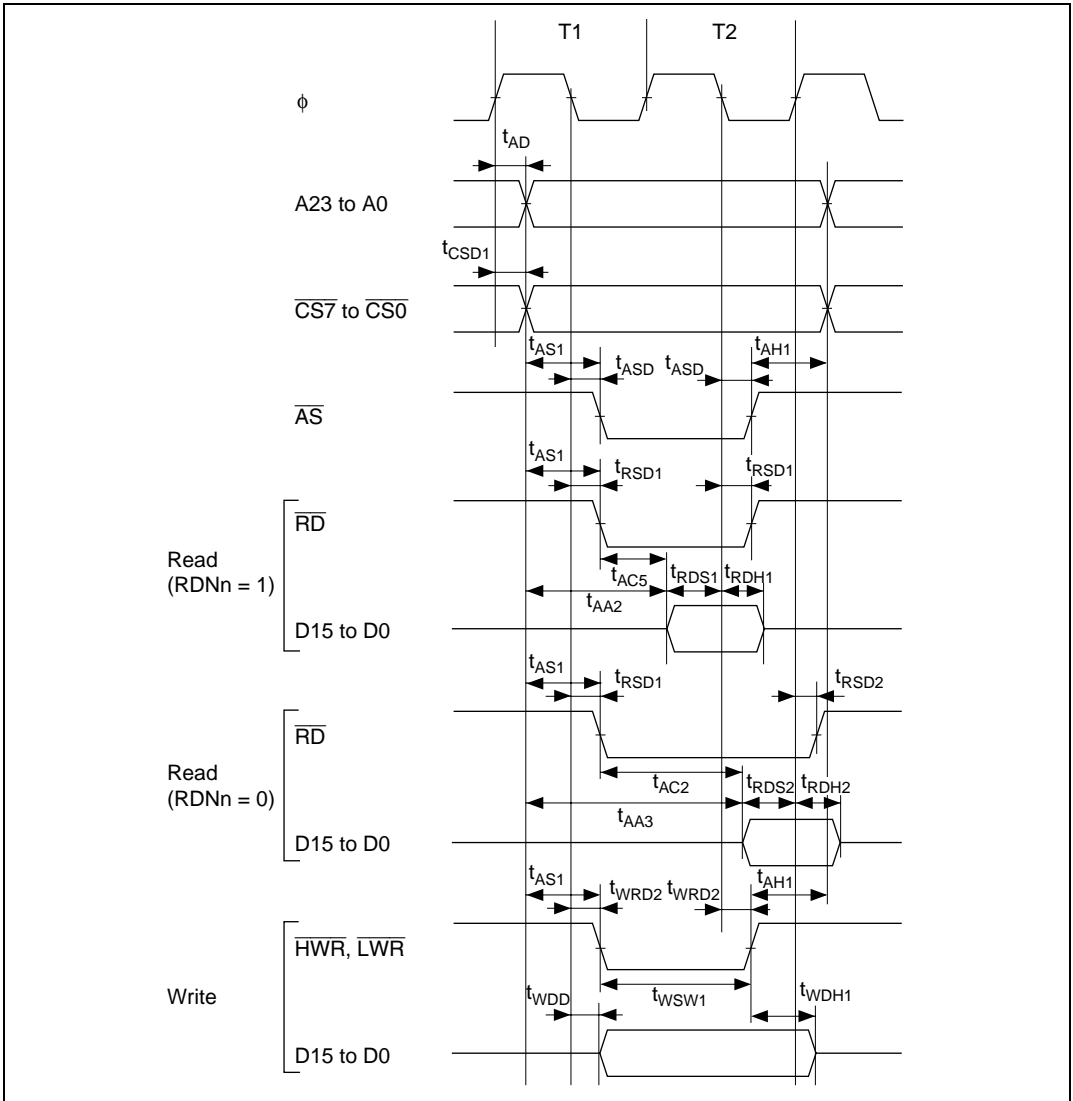 T1 T2
ϕ
tAD
A23 to A0
tCSD1
CS7 to CS0
tAS1 tASD tASD tAH1
AS
tAS1 tRSD1 tRSD1
RD
Read
(RDNn = 1)
tAC5 tRDS1 tRDH1
tAA2
D15 to D0
tAS1 tRSD1 tRSD2
RD
Read
(RDNn = 0)
tAC2 tRDS2 tRDH2
tAA3
D15 to D0
tAS1 tWRD2 tWRD2 tAH1
HWR, LWR
Write
tWDD tWSW1 tWDH1
D15 to D0